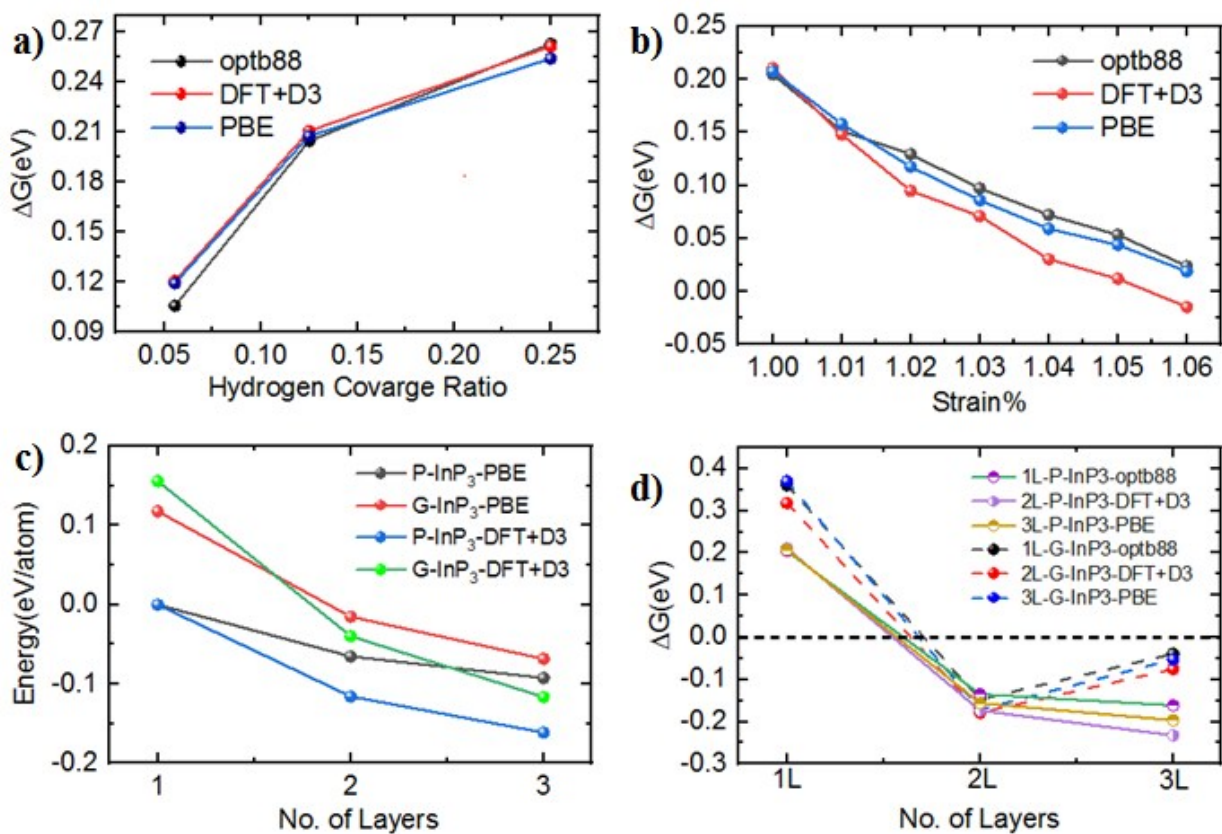 a)
0.27
0.24
0.21
0.18
0.15
0.12
0.09
ΔG(eV)
optb88
DFT+D3
PBE
0.05
0.10
0.15
0.20
0.25
Hydrogen Covarge Ratio
b)
0.20
0.15
0.10
0.05
0.00
-0.05
ΔG(eV)
optb88
DFT+D3
PBE
1.00
1.01
1.02
1.03
1.04
1.05
1.06
Strain%
c)
0.2
0.1
0.0
-0.1
-0.2
Energy(eV/atom)
P-InP₃-PBE
G-InP₃-PBE
P-InP₃-DFT+D3
G-InP₃-DFT+D3
1
2
3
No. of Layers
d)
0.4
0.3
0.2
0.1
0.0
-0.1
-0.2
-0.3
ΔG(eV)
1L-P-InP3-optb88
2L-P-InP3-DFT+D3
3L-P-InP3-PBE
1L-G-InP3-optb88
2L-G-InP3-DFT+D3
3L-G-InP3-PBE
1L
2L
3L
No. of Layers